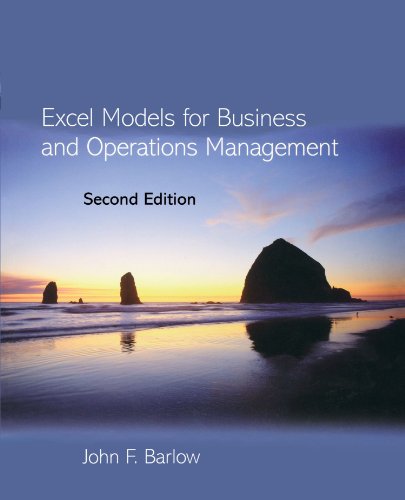 Excel Models for Business
and Operations Management
Second Edition
John F. Barlow